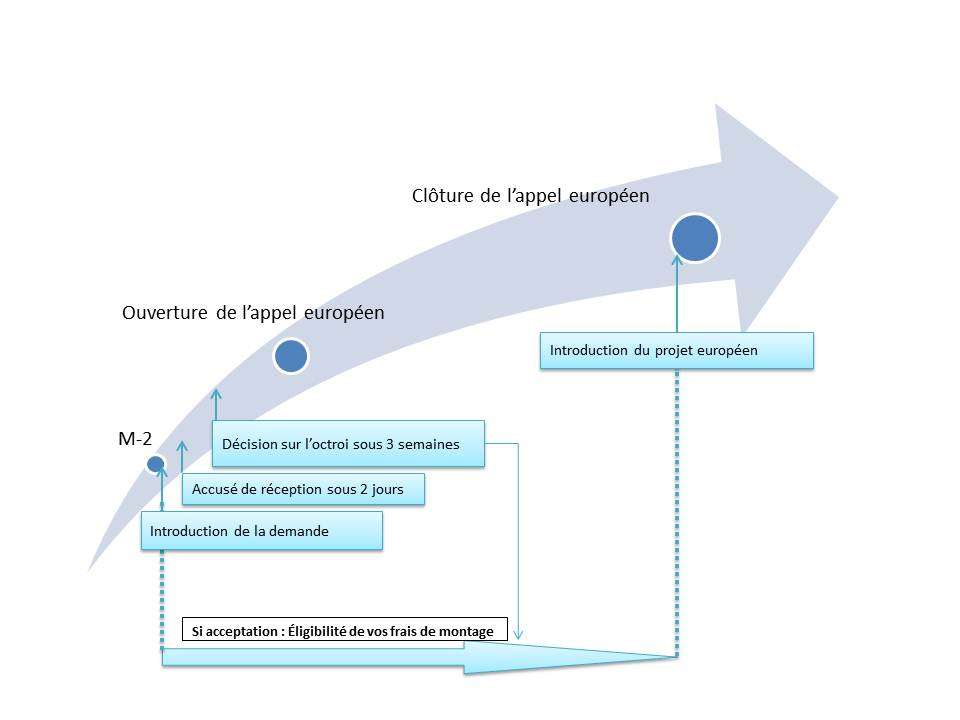 Clôture de l’appel européen
Ouverture de l’appel européen
Introduction du projet européen
M-2
Décision sur l’octroi sous 3 semaines
Accusé de réception sous 2 jours
Introduction de la demande
Si acceptation : Éligibilité de vos frais de montage